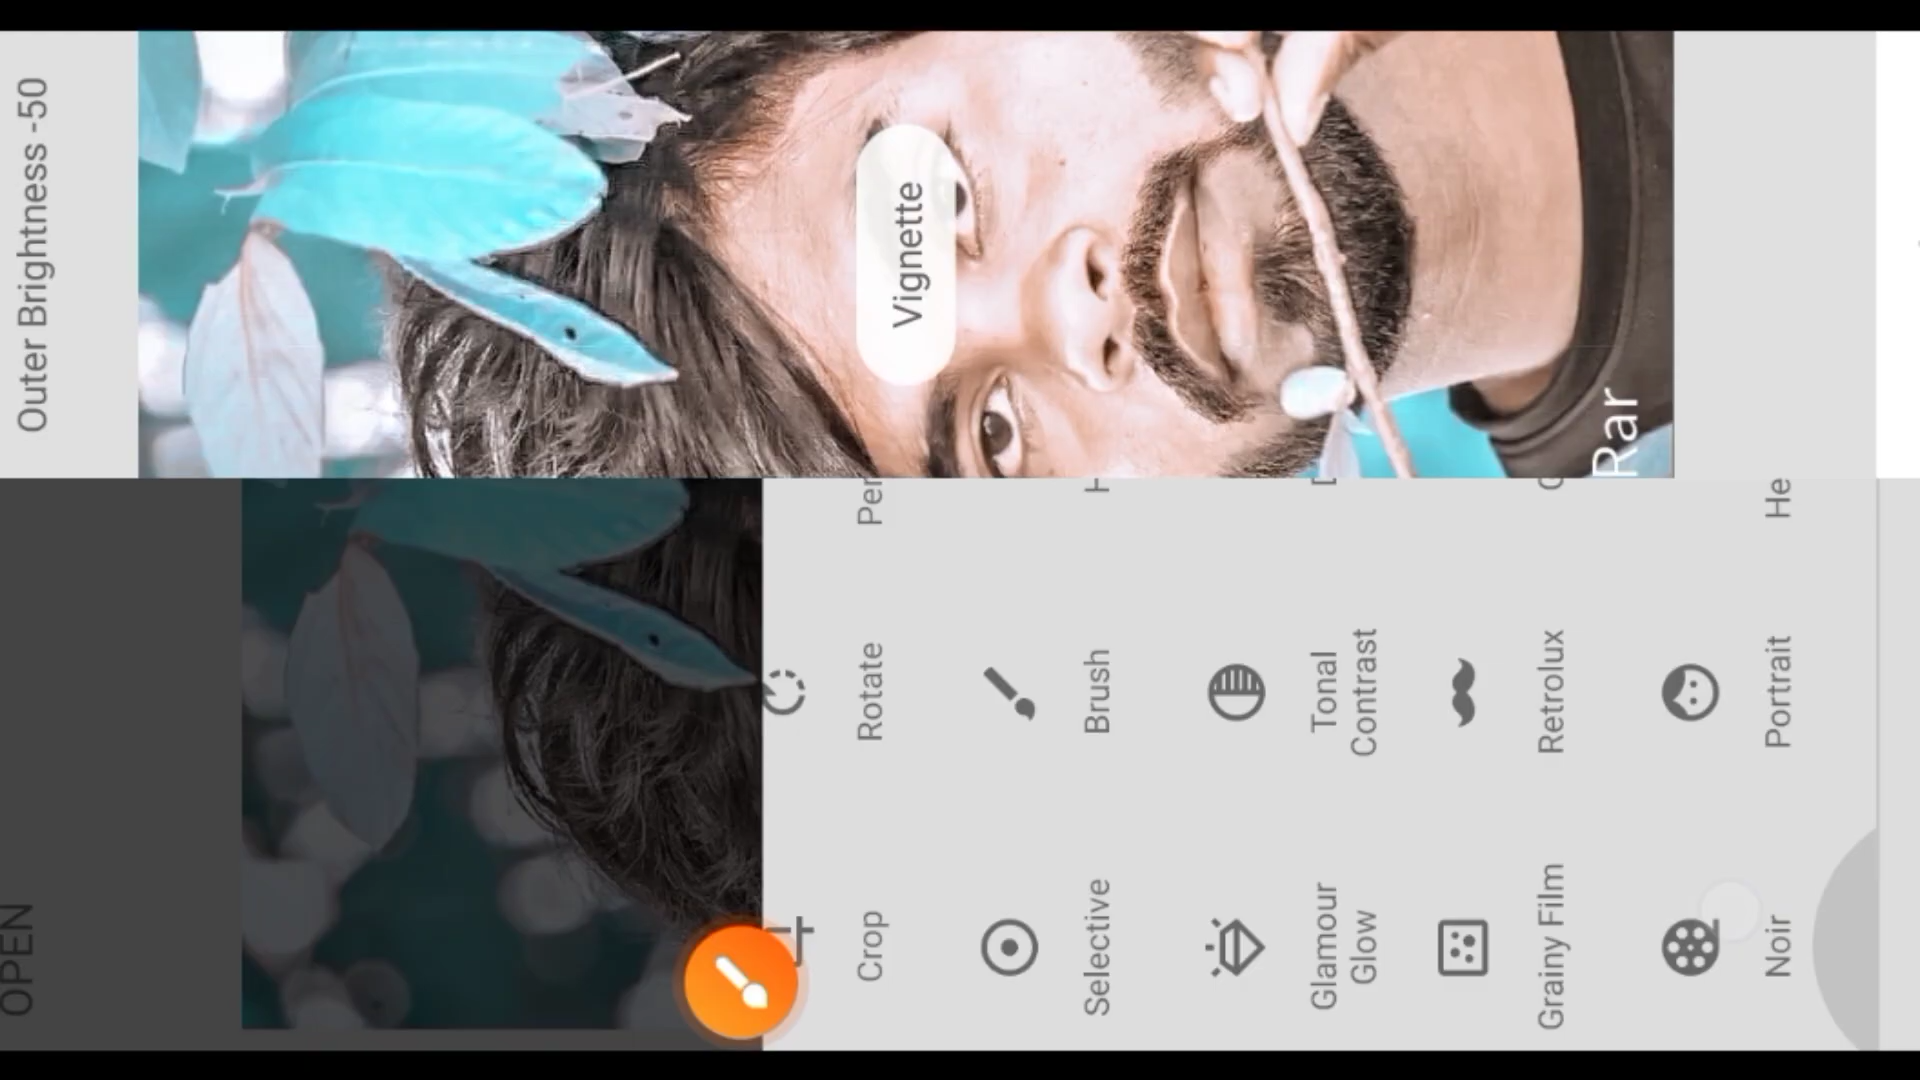 Outer Brightness -50
Vignette
Rar
OPEN
Crop
Rotate
Per
Selective
Brush
Glamour
Glow
Tonal
Contrast
Grainy Film
Retrolux
Noir
Portrait
He